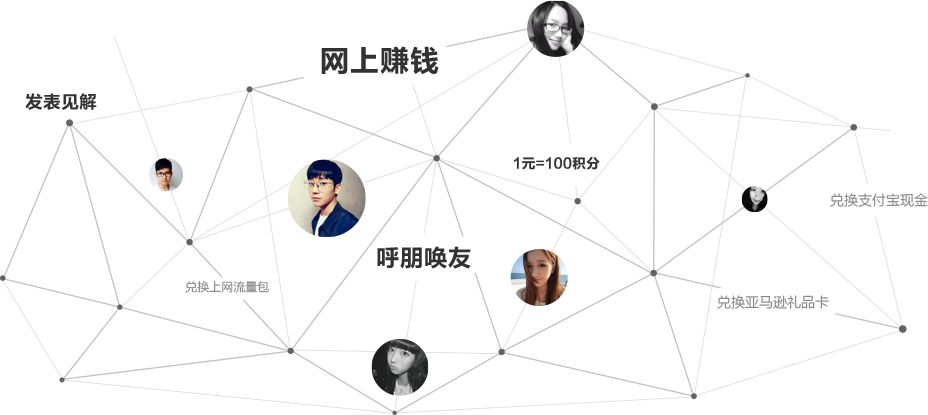 网上赚钱
发表见解
1元=100积分
兑换支付宝现金
呼朋唤友
兑换上网流量包
兑换亚马逊礼品卡